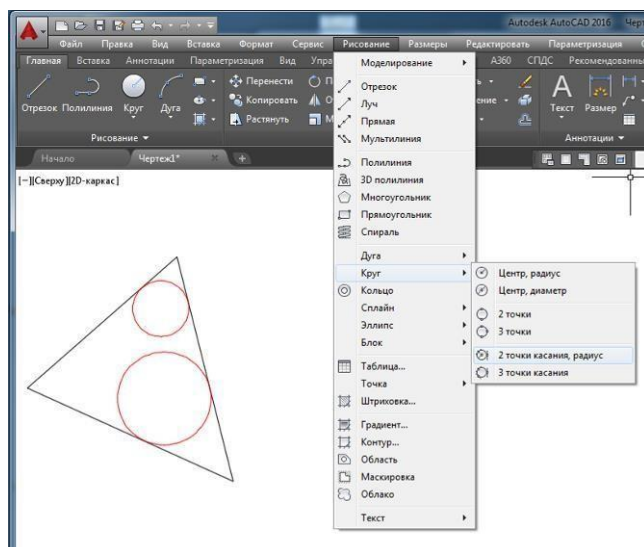 Autodesk AutoCAD 2016
Файл Правка Вид Вставка Формат Сервис Рисование Размеры Редактировать Параметризация
Главная Вставка Аннотации Параметризация Вид A360 СПДС
Отрезок Полилиния Круг Дуга
Перенести
Копировать
Растянуть
Текст Размер
Рисование
Аннотации
Начало Чертеж1*
[−][Сверху][2D-каркас]
Моделирование
Отрезок
Луч
Прямая
Мультилиния
Полилиния
3D полилиния
Многоугольник
Прямоугольник
Спираль
Дуга
Круг
Кольцо
Сплайн
Эллипс
Блок
Таблица...
Точка
Штриховка...
Градиент...
Контур...
Область
Маскировка
Облако
Текст
Центр, радиус
Центр, диаметр
2 точки
3 точки
2 точки касания, радиус
3 точки касания